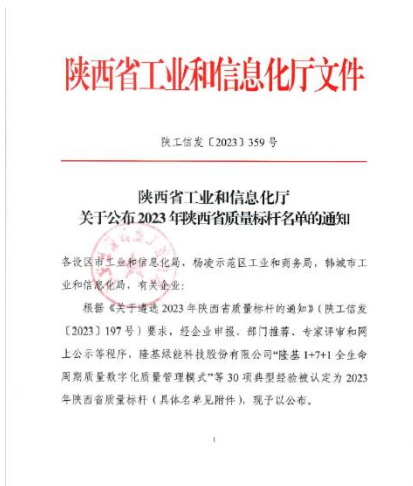 陕西省工业和信息化厅文件
陕工信发〔2023〕359号
陕西省工业和信息化厅
关于公布2023年陕西省质量标杆名单的通知
各设区市工业和信息化局，杨凌示范区工业和商务局，韩城市工
业和信息化局，有关企业：
根据《关于遴选2023年陕西省质量标杆的通知》（陕工信发
〔2023〕197号）要求，经企业申报、部门推荐、专家评审和网
上公示等程序，隆基绿能科技股份有限公司“隆基1+7+1全生命
周期质量数字化质量管理模式”等30项典型经验被认定为2023
年陕西省质量标杆（具体名单见附件），现予以公布。
1